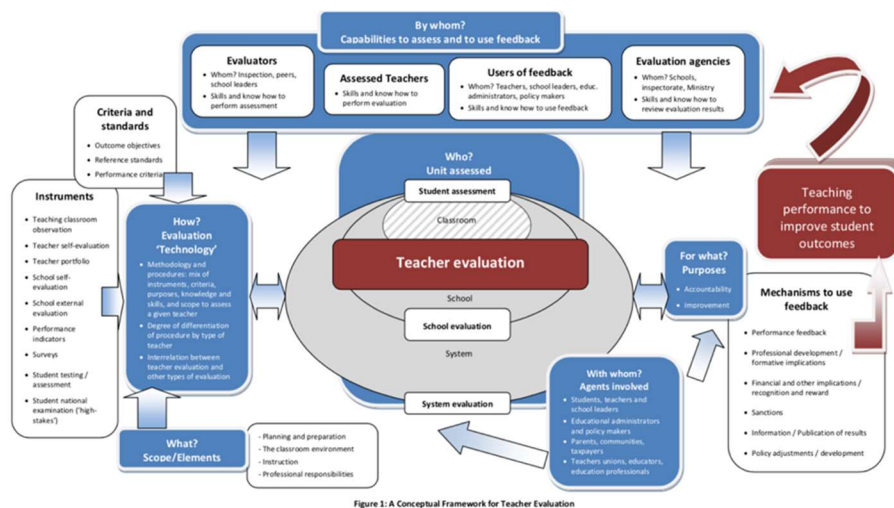 By whom?
Capabilities to assess and to use feedback
Evaluators
• Whom? Inspection, peers,
school leaders
• Skills and know how to
perform assessment
Assessed Teachers
• Skills and know how to
perform evaluation
Users of feedback
• Whom? Teachers, school leaders, educ.
administrators, policy makers
• Skills and know how to use feedback
Evaluation agencies
• Whom? Schools,
inspectorate, Ministry
• Skills and know how to
review evaluation results
Criteria and
standards
• Outcome objectives
• Reference standards
• Performance criteria
Instruments
• Teaching classroom
observation
• Teacher self-evaluation
• Teacher portfolio
• School self-
evaluation
• School external
evaluation
• Performance
indicators
• Surveys
• Student testing /
assessment
• Student national
examination ('high-
stakes')
How?
Evaluation
'Technology'
• Methodology and
procedures: mix of
instruments, criteria,
purposes, knowledge and
skills, and scope to assess
a given teacher
• Degree of differentiation
of procedure by type of
teacher
• Interrelation between
teacher evaluation and
other types of evaluation
What?
Scope/Elements
- Planning and preparation
- The classroom environment
- Instruction
- Professional responsibilities
Who?
Unit assessed
Student assessment
Classroom
Teacher evaluation
School
School evaluation
System
System evaluation
With whom?
Agents involved
• Students, teachers and
school leaders
• Educational administrators
and policy makers
• Parents, communities,
taxpayers
• Teachers unions, educators,
education professionals
For what?
Purposes
• Accountability
• Improvement
Teaching
performance to
improve student
outcomes
Mechanisms to use
feedback
• Performance feedback
• Professional development /
formative implications
• Financial and other implications /
recognition and reward
• Sanctions
• Information / Publication of results
• Policy adjustments / development
Figure 1: A Conceptual Framework for Teacher Evaluation